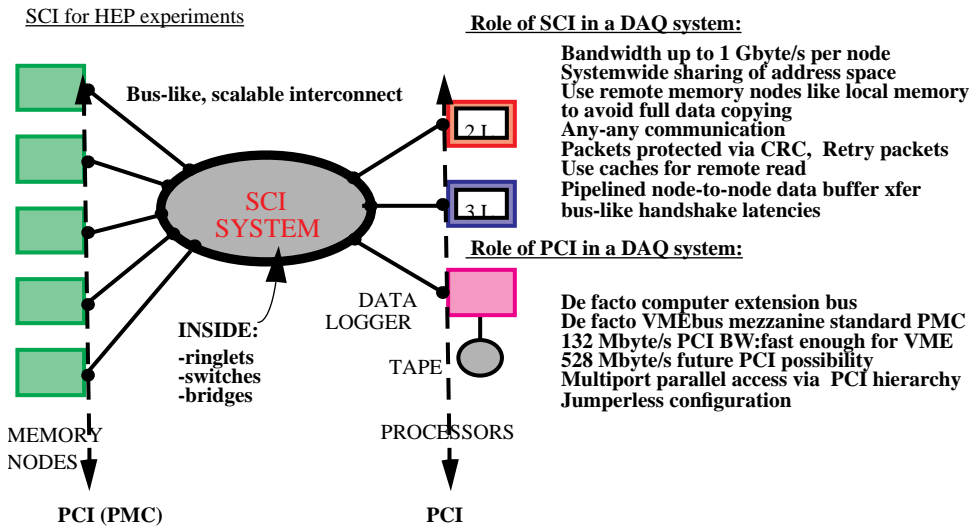 SCI for HEP experiments
Bus-like, scalable interconnect
SCI
SYSTEM
INSIDE:
-ringlets
-switches
-bridges
MEMORY
NODES
PCI (PMC)
2 L
3 L
DATA
LOGGER
TAPE
PROCESSORS
PCI
Role of SCI in a DAQ system:
Bandwidth up to 1 Gbyte/s per node
Systemwide sharing of address space
Use remote memory nodes like local memory
to avoid full data copying
Any-any communication
Packets protected via CRC, Retry packets
Use caches for remote read
Pipelined node-to-node data buffer xfer
bus-like handshake latencies
Role of PCI in a DAQ system:
De facto computer extension bus
De facto VMEbus mezzanine standard PMC
132 Mbyte/s PCI BW:fast enough for VME
528 Mbyte/s future PCI possibility
Multiport parallel access via PCI hierarchy
Jumperless configuration